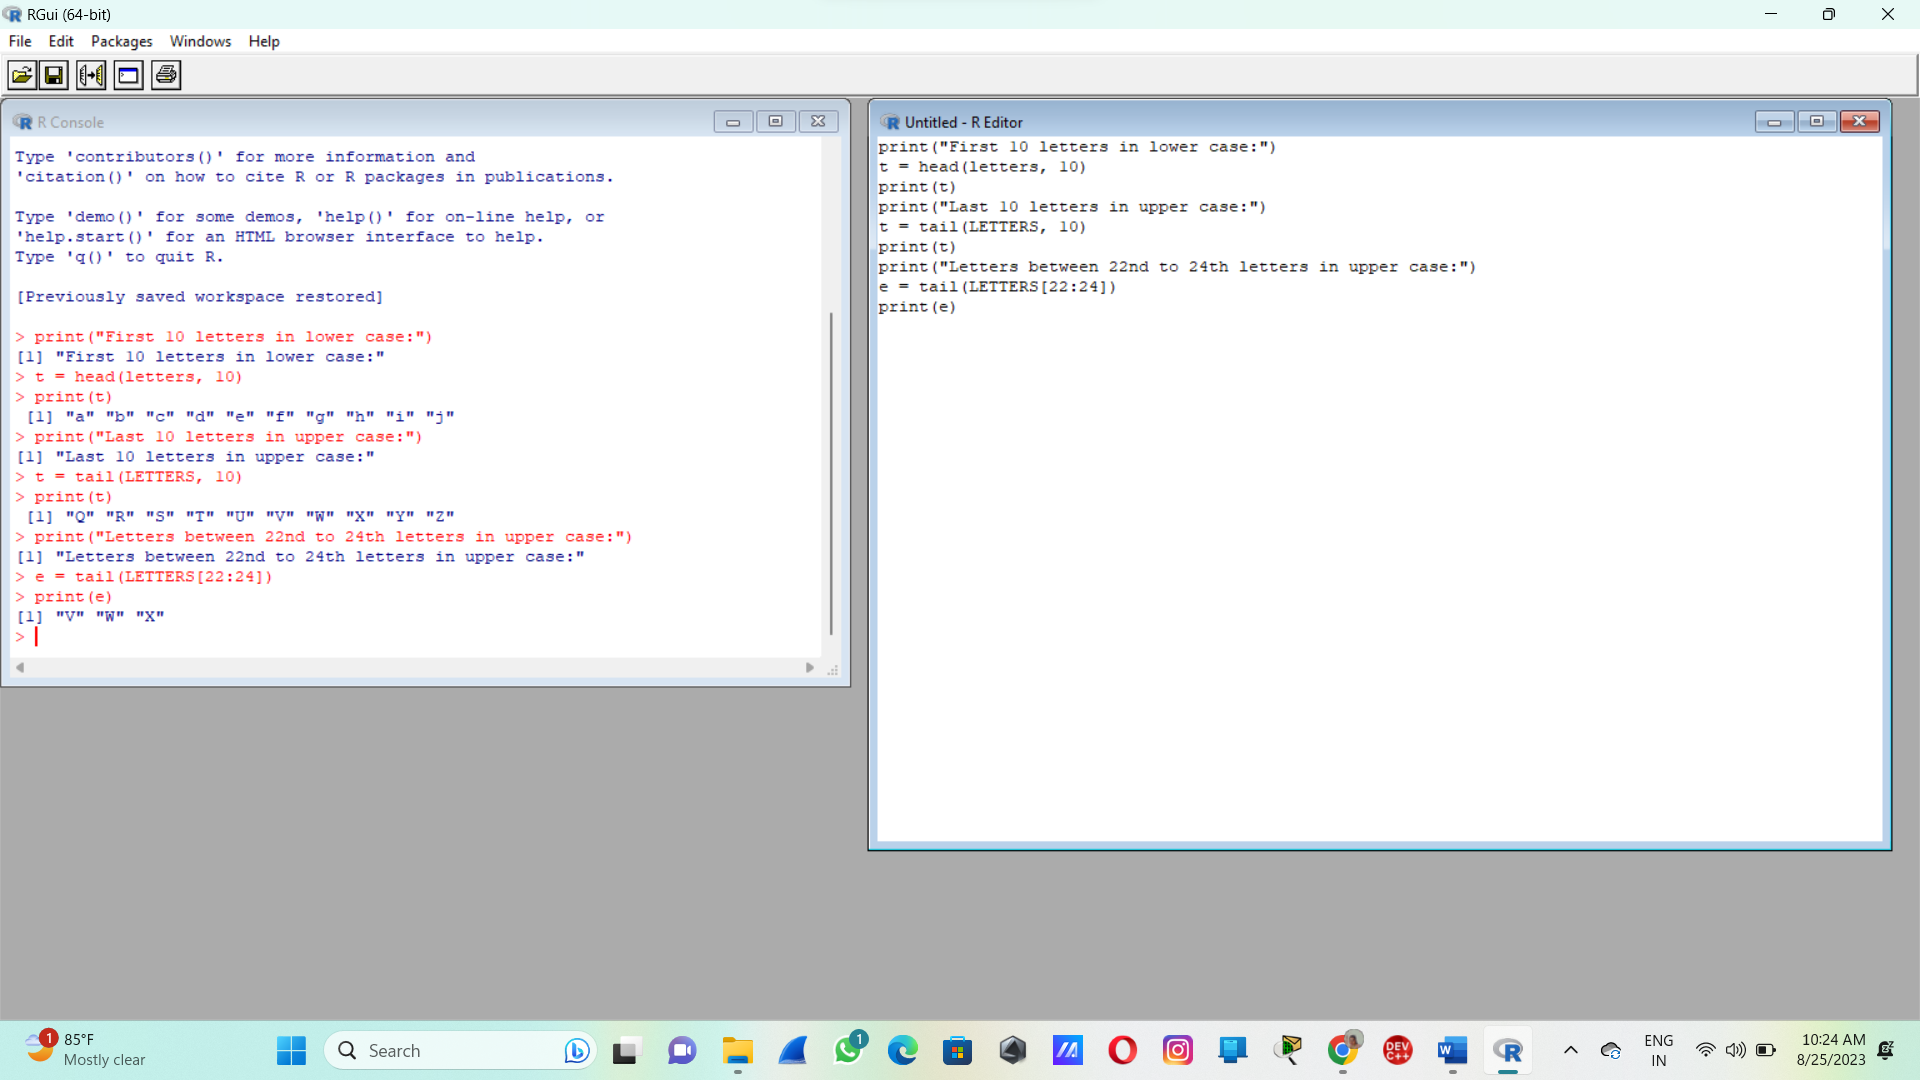 RGui (64-bit)
File Edit Packages Windows Help
R Console
Type 'contributors()' for more information and
'citation()' on how to cite R or R packages in publications.
Type 'demo()' for some demos, 'help()' for on-line help, or
'help.start()' for an HTML browser interface to help.
Type 'q()' to quit R.
[Previously saved workspace restored]
> print("First 10 letters in lower case:")
[1] "First 10 letters in lower case:"
> t = head(letters, 10)
> print(t)
 [1] "a" "b" "c" "d" "e" "f" "g" "h" "i" "j"
> print("Last 10 letters in upper case:")
[1] "Last 10 letters in upper case:"
> t = tail(LETTERS, 10)
> print(t)
 [1] "Q" "R" "S" "T" "U" "V" "W" "X" "Y" "Z"
> print("Letters between 22nd to 24th letters in upper case:")
[1] "Letters between 22nd to 24th letters in upper case:"
> e = tail(LETTERS[22:24])
> print(e)
[1] "V" "W" "X"
>
Untitled - R Editor
print("First 10 letters in lower case:")
t = head(letters, 10)
print(t)
print("Last 10 letters in upper case:")
t = tail(LETTERS, 10)
print(t)
print("Letters between 22nd to 24th letters in upper case:")
e = tail(LETTERS[22:24])
print(e)
1
85°F
Mostly clear
Search
1
DEV
C++
W
R
ENG
IN
10:24 AM
8/25/2023